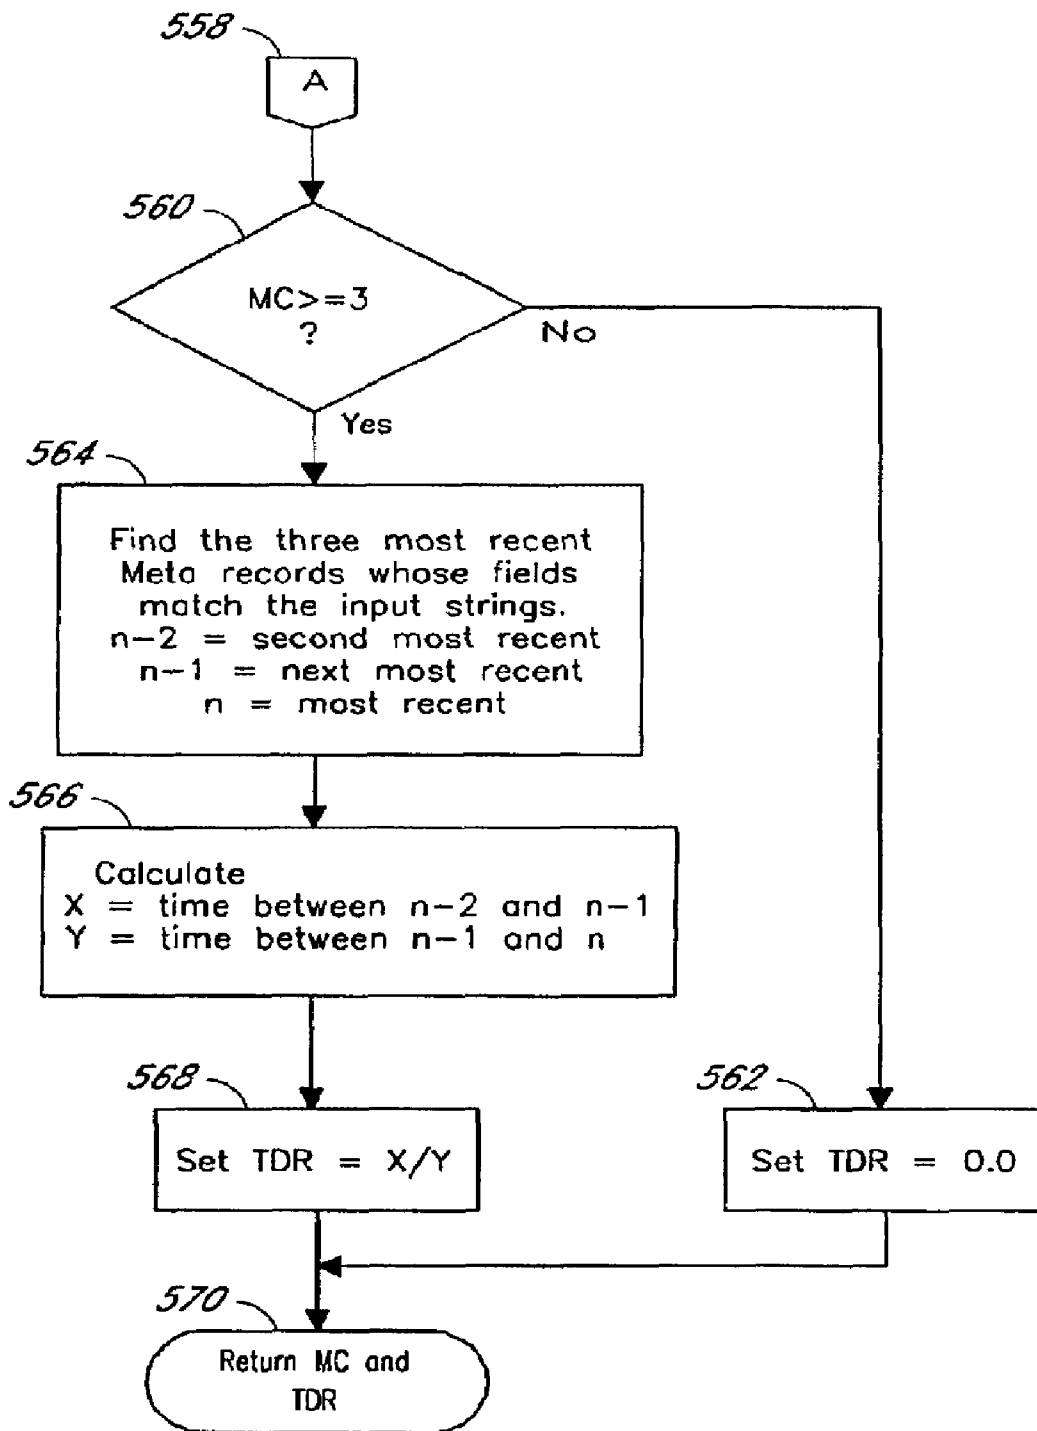 558
A
560
MC>=3
?
No
Yes
564
Find the three most recent
Meta records whose fields
match the input strings.
n-2 = second most recent
n-1 = next most recent
n = most recent
566
Calculate
X = time between n-2 and n-1
Y = time between n-1 and n
568
Set TDR = X/Y
562
Set TDR = 0.0
570
Return MC and
TDR